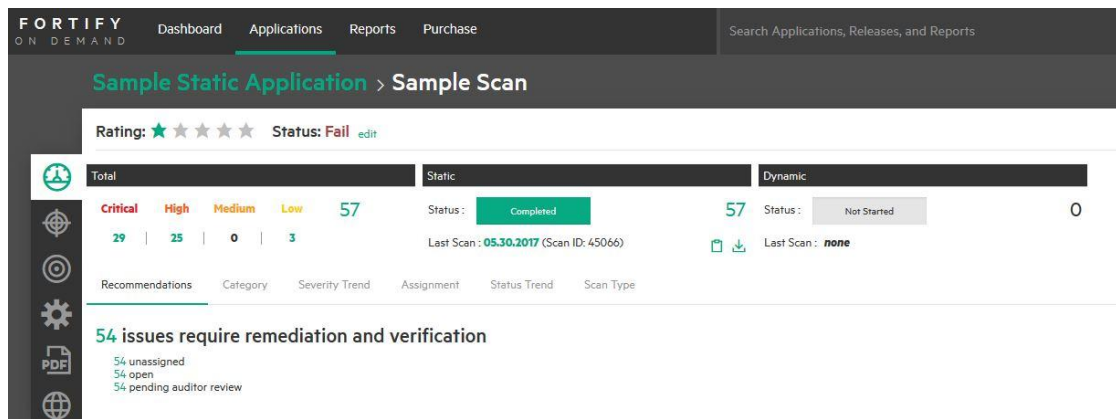 FORTIFY
ON DEMAND
Dashboard Applications Reports Purchase
Search Applications, Releases, and Reports
Sample Static Application > Sample Scan
Rating: Status: Fail edit
Total
Critical High Medium Low 57
29 | 25 | 0 | 3
Static
Status : Completed 57
Last Scan : 05.30.2017 (Scan ID: 45066)
Dynamic
Status : Not Started 0
Last Scan : none
Recommendations Category Severity Trend Assignment Status Trend Scan Type
54 issues require remediation and verification
54 unassigned
54 open
54 pending auditor review
PDF